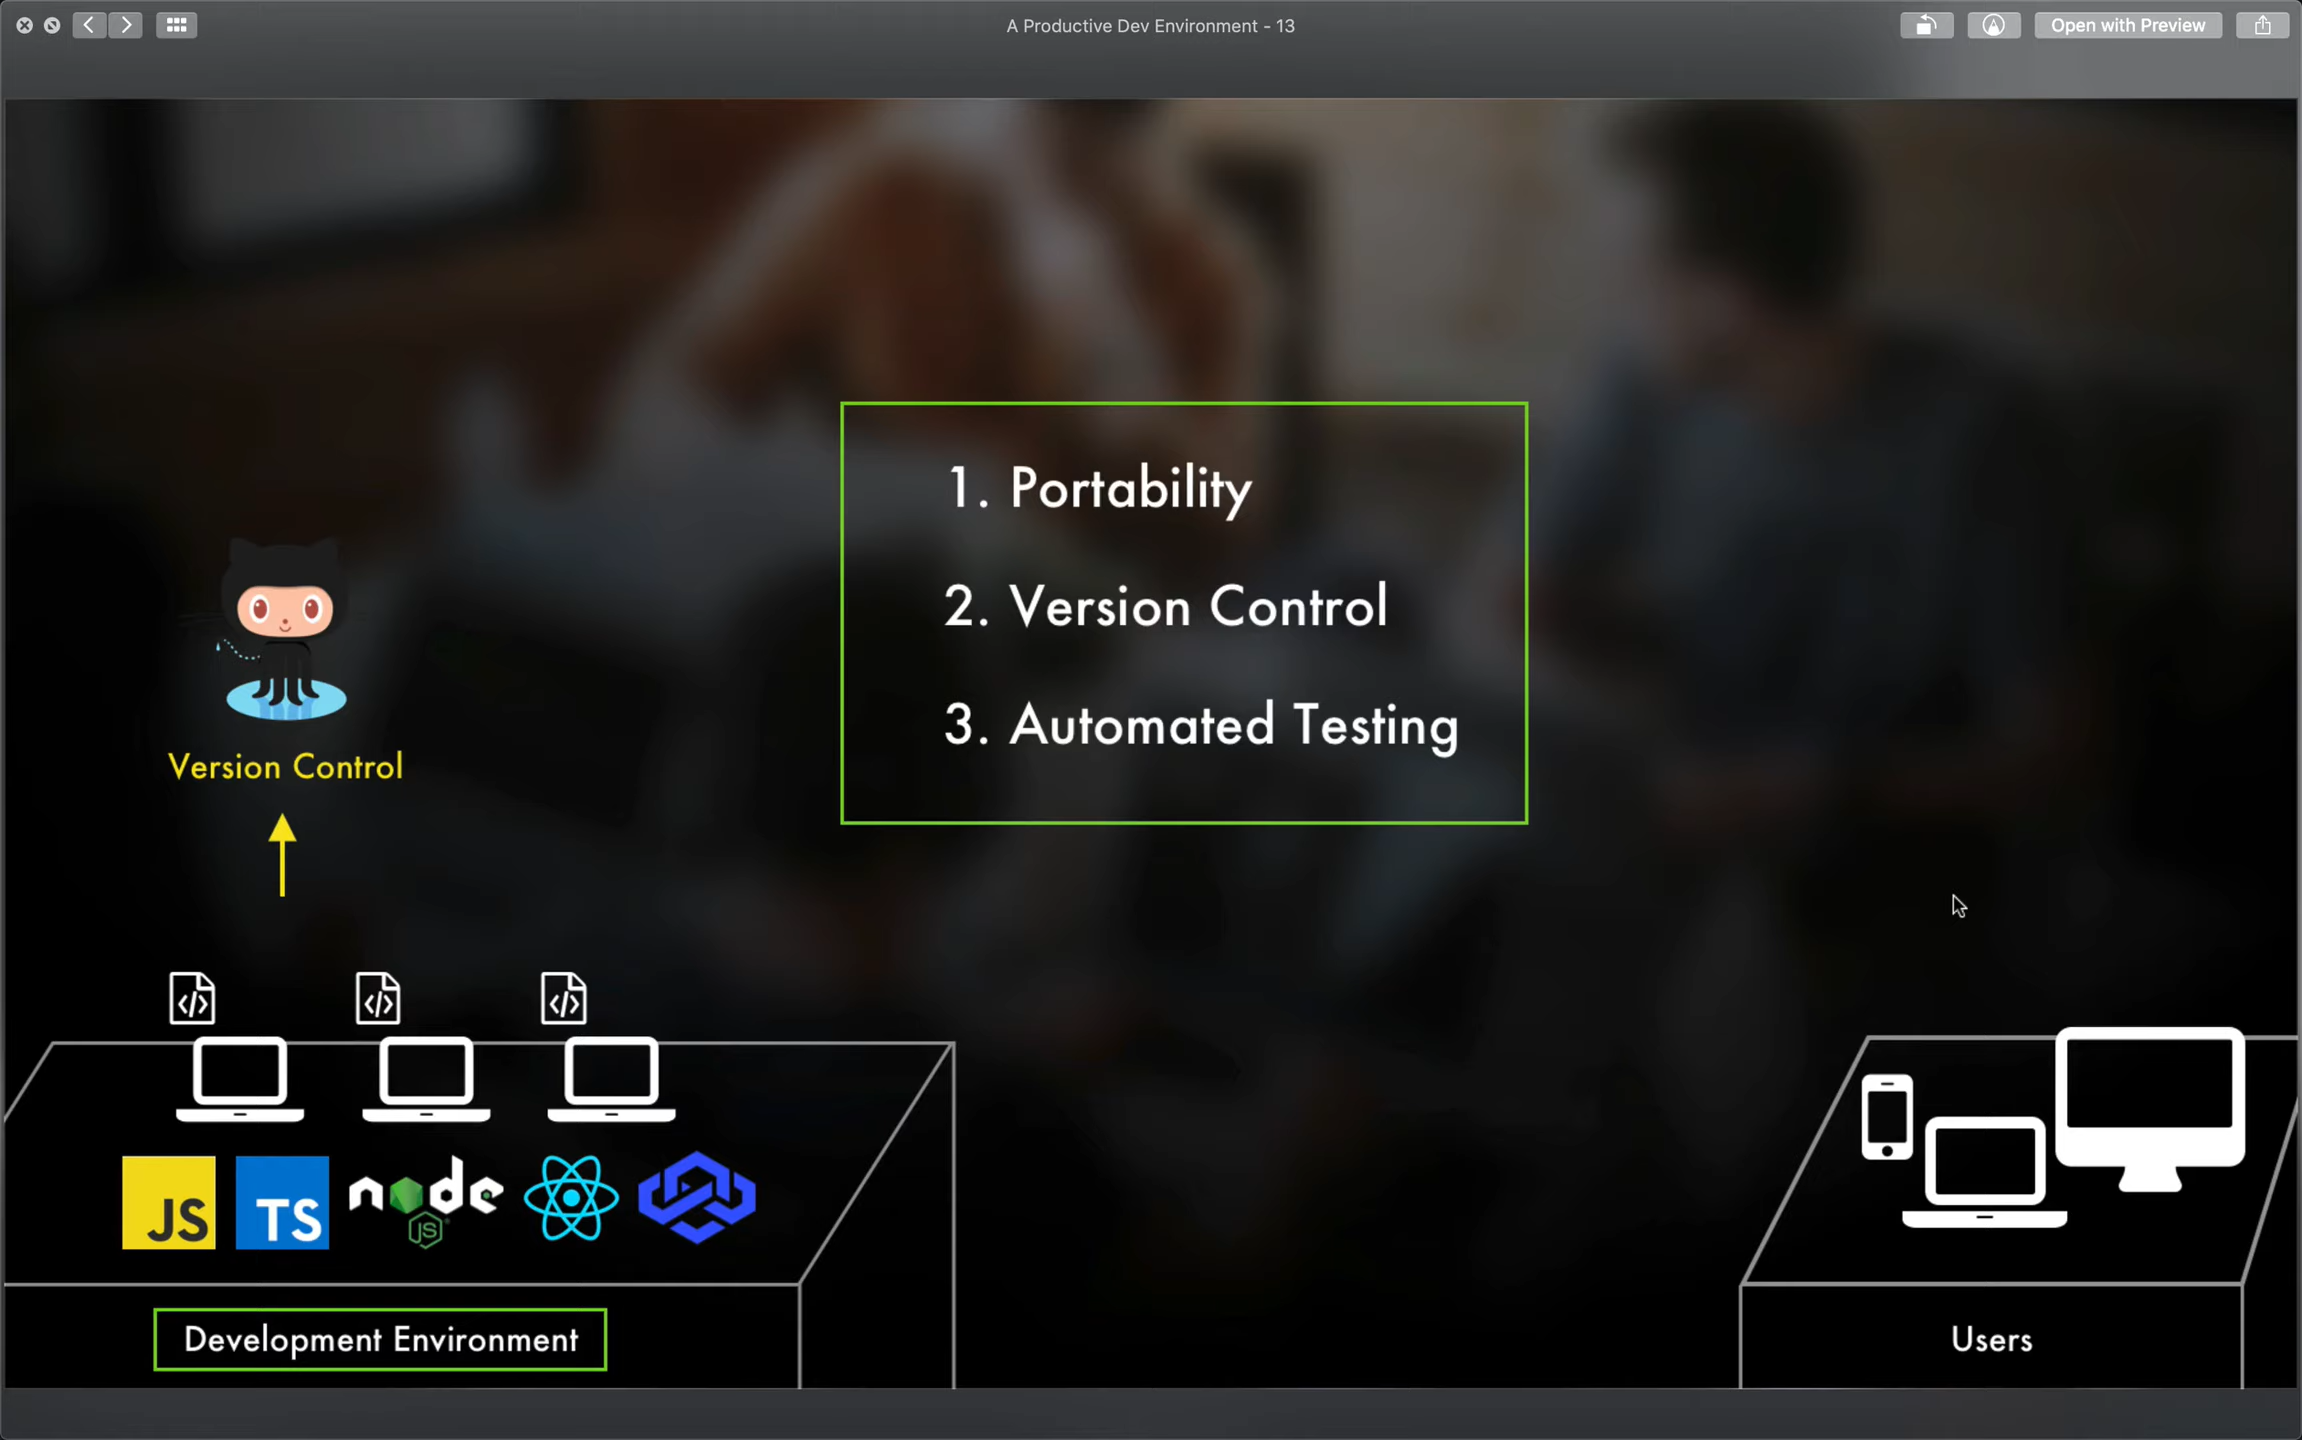 A Productive Dev Environment - 13
Open with Preview
1. Portability
2. Version Control
3. Automated Testing
Version Control
</>
</>
</>
JS
TS
node
JS
Development Environment
Users